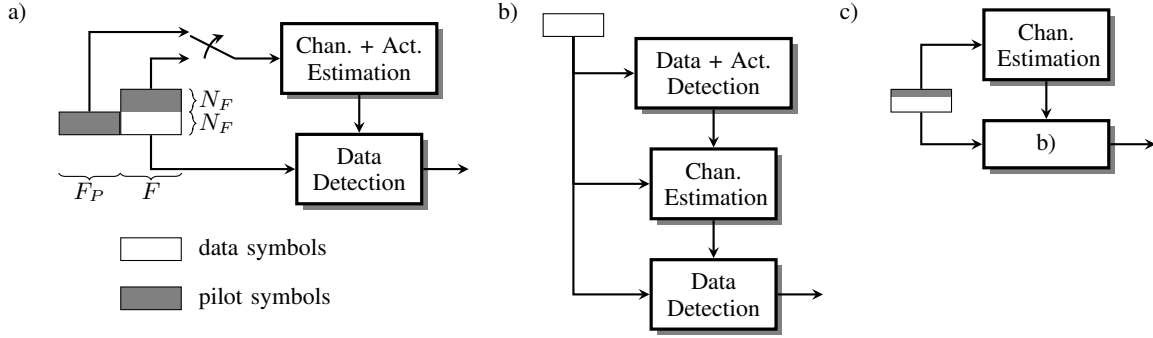 a)
Chan. + Act.
Estimation
N_F
N_F
Data
Detection
F_P
F
data symbols
pilot symbols
b)
Data + Act.
Detection
Chan.
Estimation
Data
Detection
c)
Chan.
Estimation
b)